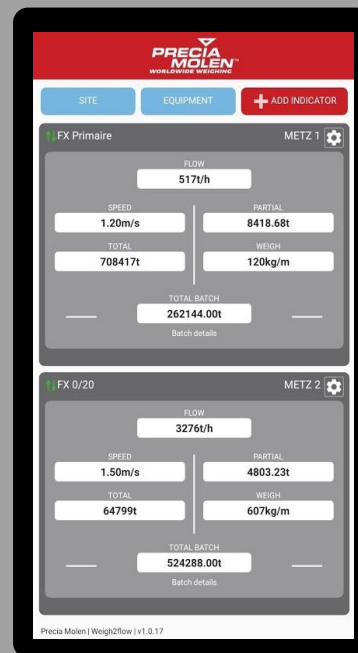 PRECIA
MOLEN
WORLDWIDE WEIGHING
SITE
EQUIPMENT
ADD INDICATOR
FX Primaire
METZ 1
FLOW
517t/h
SPEED
PARTIAL
1.20m/s
8418.68t
TOTAL
WEIGH
708417t
120kg/m
TOTAL BATCH
262144.00t
Batch details
FX 0/20
METZ 2
FLOW
3276t/h
SPEED
PARTIAL
1.50m/s
4803.23t
TOTAL
WEIGH
64799t
607kg/m
TOTAL BATCH
524288.00t
Batch details
Precia Molen | Weigh2flow | v1.0.17